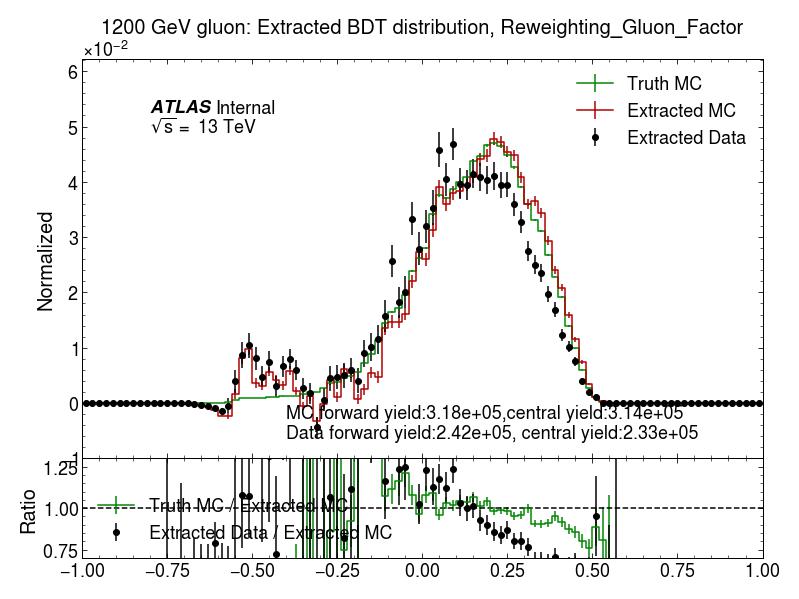 1200 GeV gluon: Extracted BDT distribution, Reweighting_Gluon_Factor
×10⁻²
ATLAS Internal
√s = 13 TeV
Truth MC
Extracted MC
Extracted Data
Normalized
6
5
4
3
2
1
0
MC forward yield:3.18e+05,central yield:3.14e+05
Data forward yield:2.42e+05, central yield:2.33e+05
1
Ratio
1.25
1.00
0.75
Truth MC / Extracted MC
Extracted Data / Extracted MC
−1.00 −0.75 −0.50 −0.25 0.00 0.25 0.50 0.75 1.00